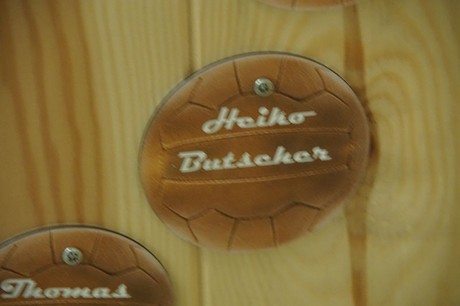 Heiko
Butscher
Thomas